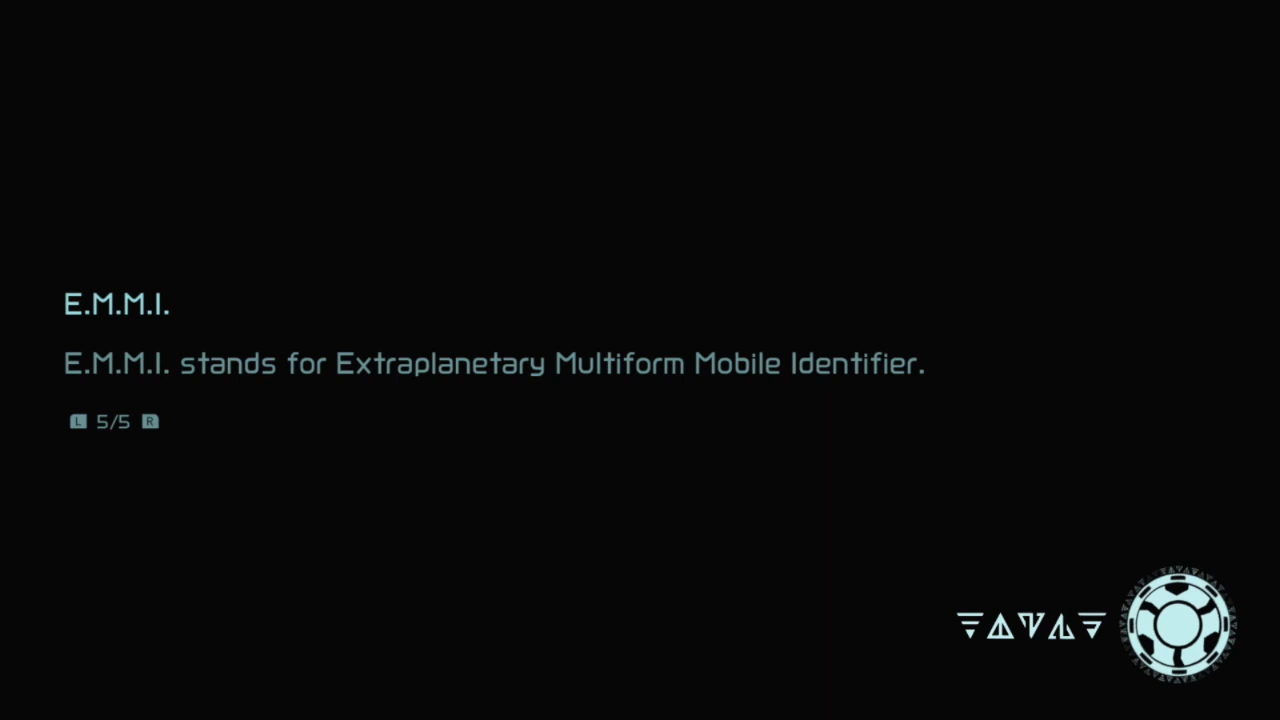 E.M.M.I.
E.M.M.I. stands for Extraplanetary Multiform Mobile Identifier.
L 5/5 R